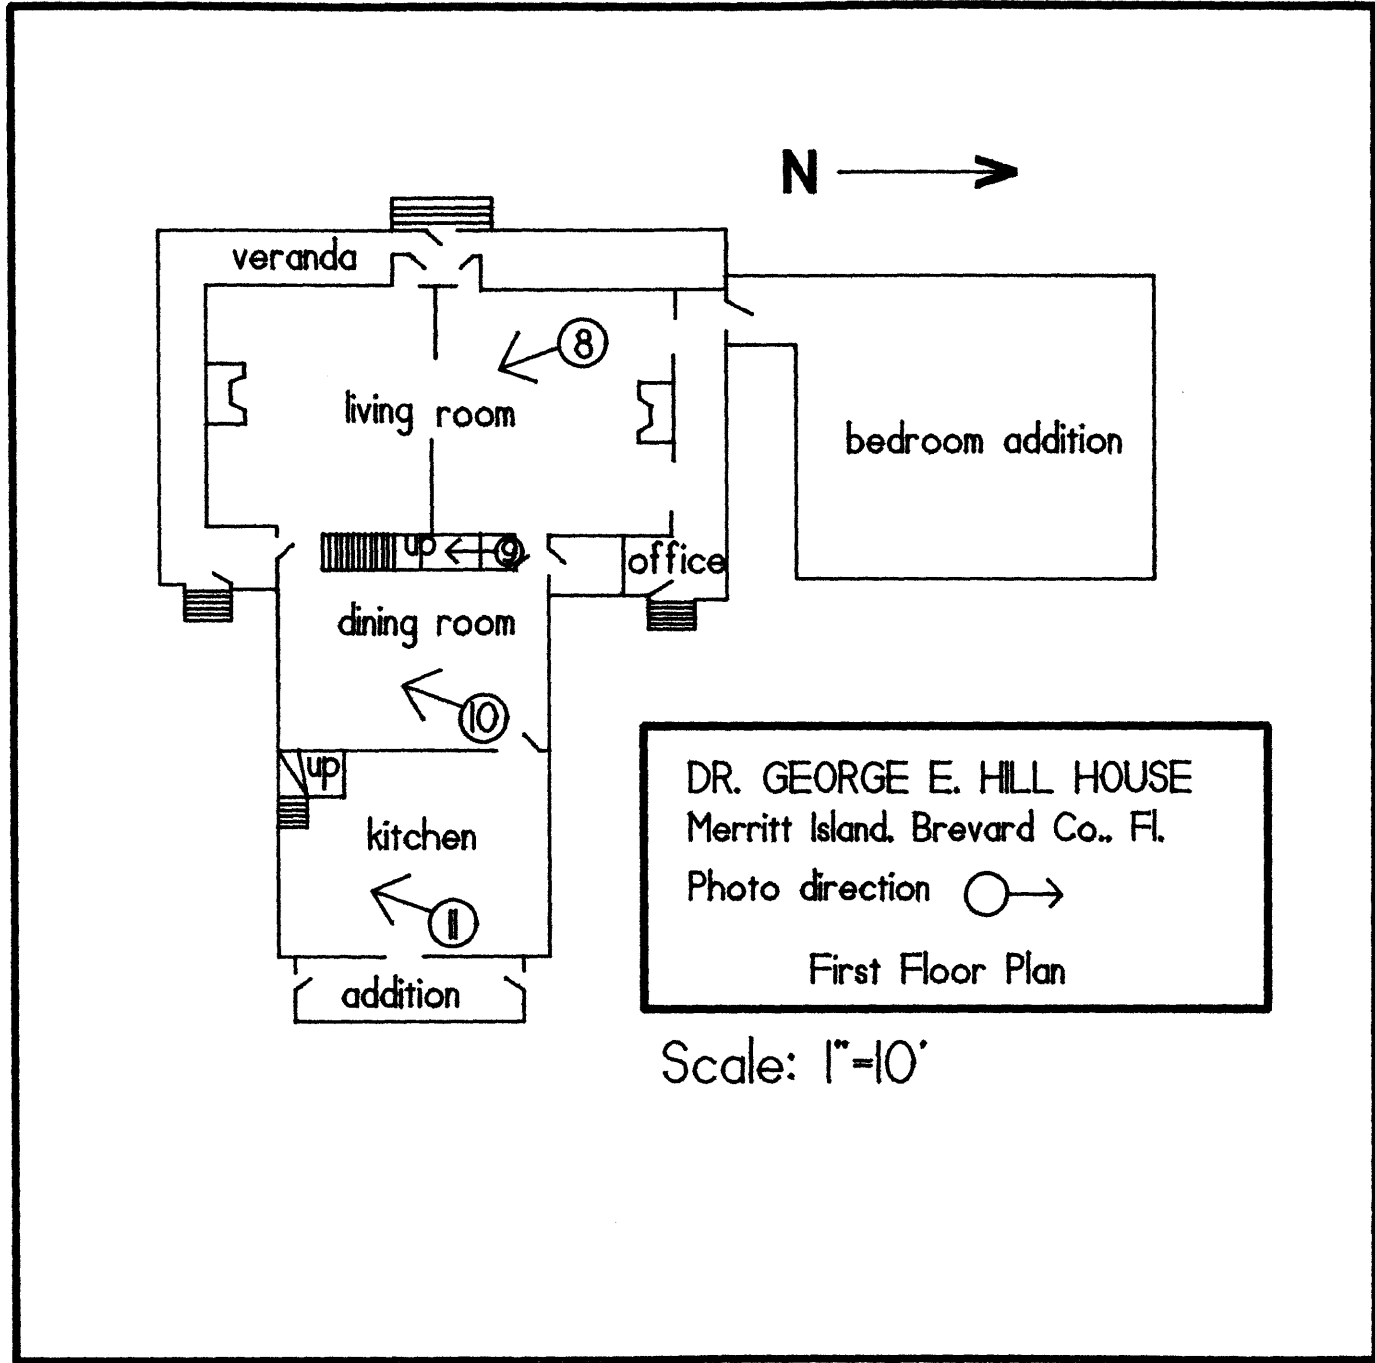 N
veranda
8
living room
bedroom addition
up
9
office
dining room
10
up
kitchen
11
addition
DR. GEORGE E. HILL HOUSE
Merritt Island. Brevard Co., Fl.
Photo direction
First Floor Plan
Scale: 1"=10'